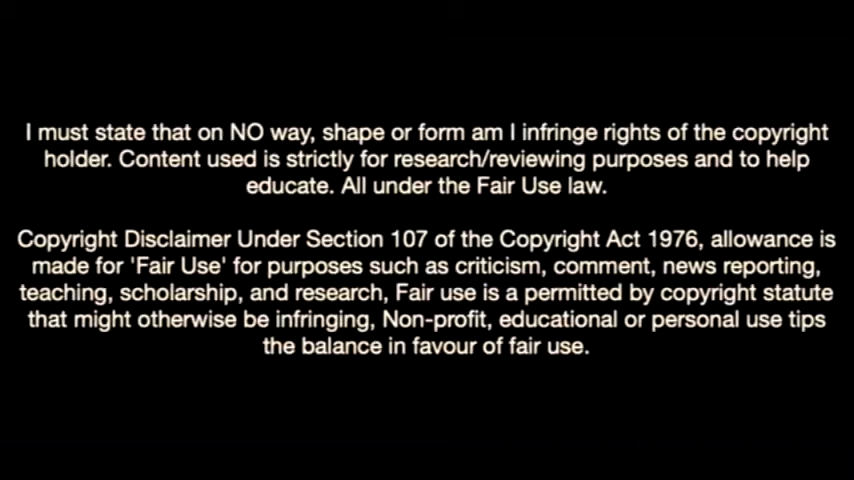 I must state that on NO way, shape or form am I infringe rights of the copyright
holder. Content used is strictly for research/reviewing purposes and to help
educate. All under the Fair Use law.
Copyright Disclaimer Under Section 107 of the Copyright Act 1976, allowance is
made for 'Fair Use' for purposes such as criticism, comment, news reporting,
teaching, scholarship, and research, Fair use is a permitted by copyright statute
that might otherwise be infringing, Non-profit, educational or personal use tips
the balance in favour of fair use.